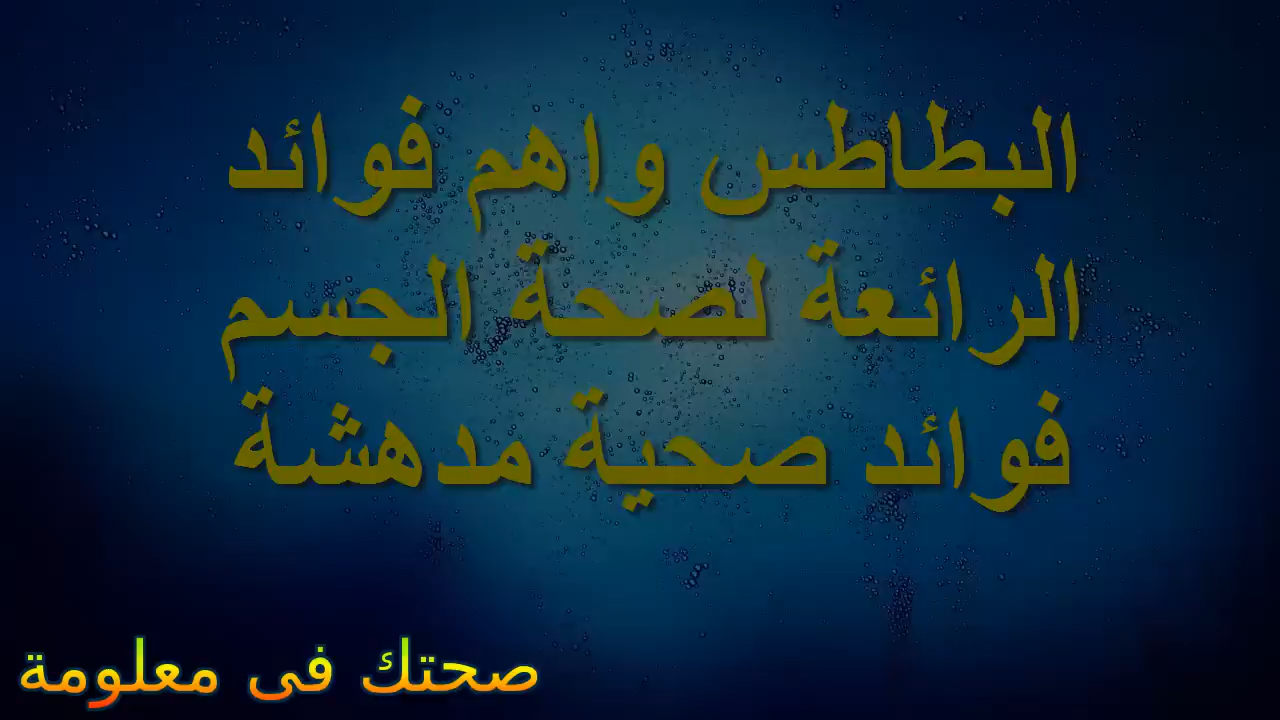 البطاطس واهم فوائد
الرائعة لصحة الجسم
فوائد صحية مدهشة
صحتك فى معلومة